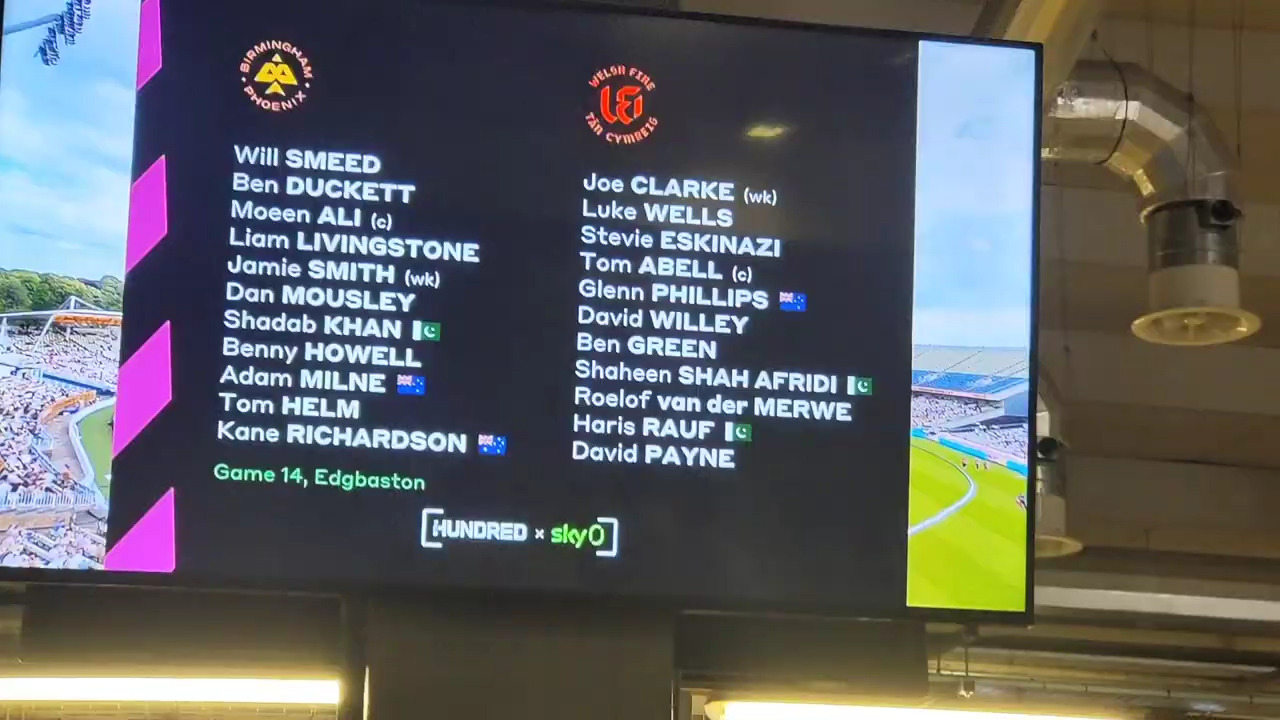 BIRMINGHAM
PHOENIX
Will SMEED
Ben DUCKETT
Moeen ALI (c)
Liam LIVINGSTONE
Jamie SMITH (wk)
Dan MOUSLEY
Shadab KHAN
Benny HOWELL
Adam MILNE
Tom HELM
Kane RICHARDSON
Game 14, Edgbaston
WELSH FIRE
TÂN CYMREIG
Joe CLARKE (wk)
Luke WELLS
Stevie ESKINAZI
Tom ABELL (c)
Glenn PHILLIPS
David WILLEY
Ben GREEN
Shaheen SHAH AFRIDI
Roelof van der MERWE
Haris RAUF
David PAYNE
HUNDRED x sky